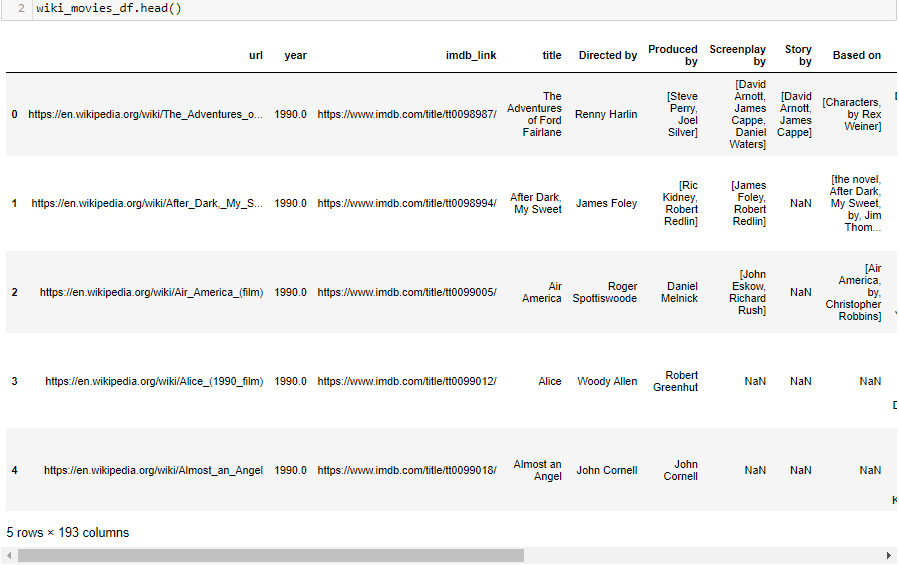 2 wiki_movies_df.head()
url year imdb_link title Directed by Produced by Screenplay by Story by Based on
0 https://en.wikipedia.org/wiki/The_Adventures_o... 1990.0 https://www.imdb.com/title/tt0098987/ The Adventures of Ford Fairlane Renny Harlin [Steve Perry, Joel Silver] [David Arnott, James Cappe, Daniel Waters] [David Arnott, James Cappe] [Characters, by Rex Weiner]
1 https://en.wikipedia.org/wiki/After_Dark,_My_S... 1990.0 https://www.imdb.com/title/tt0098994/ After Dark, My Sweet James Foley [Ric Kidney, Robert Redlin] [James Foley, Robert Redlin] NaN [the novel, After Dark, My Sweet, by, Jim Thom...
2 https://en.wikipedia.org/wiki/Air_America_(film) 1990.0 https://www.imdb.com/title/tt0099005/ Air America Roger Spottiswoode Daniel Melnick [John Eskow, Richard Rush] NaN [Air America, by, Christopher Robbins]
3 https://en.wikipedia.org/wiki/Alice_(1990_film) 1990.0 https://www.imdb.com/title/tt0099012/ Alice Woody Allen Robert Greenhut NaN NaN NaN
4 https://en.wikipedia.org/wiki/Almost_an_Angel 1990.0 https://www.imdb.com/title/tt0099018/ Almost an Angel John Cornell John Cornell NaN NaN NaN
5 rows × 193 columns